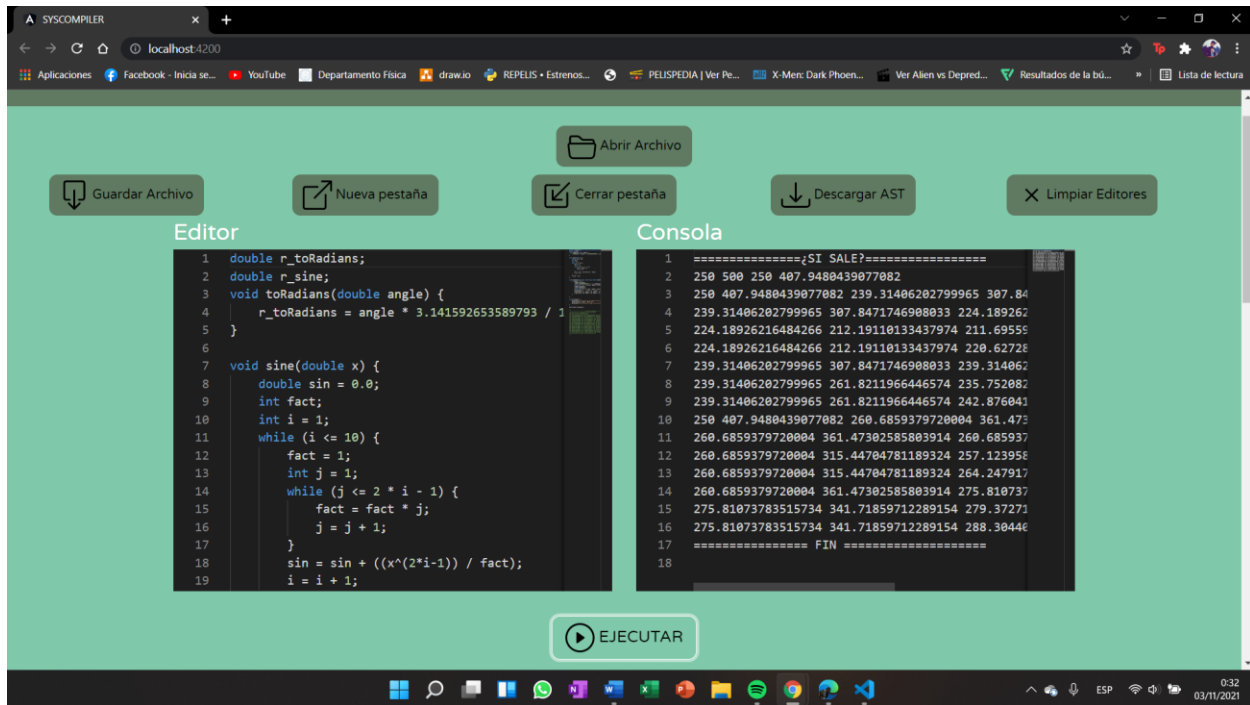 SYSCOMPILER
localhost:4200
Aplicaciones Facebook - Inicia se... YouTube Departamento Física draw.io REPELIS • Estrenos... PELISPEDIA | Ver Pe... X-Men: Dark Phoen... Ver Alien vs Depred... Resultados de la bú... » Lista de lectura
Abrir Archivo
Guardar Archivo Nueva pestaña Cerrar pestaña Descargar AST Limpiar Editores
Editor
1 double r_toRadians;
2 double r_sine;
3 void toRadians(double angle) {
4 r_toRadians = angle * 3.141592653589793 / 1
5 }
6
7 void sine(double x) {
8 double sin = 0.0;
9 int fact;
10 int i = 1;
11 while (i <= 10) {
12 fact = 1;
13 int j = 1;
14 while (j <= 2 * i - 1) {
15 fact = fact * j;
16 j = j + 1;
17 }
18 sin = sin + ((x^(2*i-1)) / fact);
19 i = i + 1;
Consola
1 ================¿SI SALE?=================
2 250 500 250 407.9480439077082
3 250 407.9480439077082 239.31406202799965 307.84
4 239.31406202799965 307.8471746908033 224.189262
5 224.18926216484266 212.19110133437974 211.69559
6 224.18926216484266 212.19110133437974 220.62728
7 239.31406202799965 307.8471746908033 239.314062
8 239.31406202799965 261.8211966446574 235.752082
9 239.31406202799965 261.8211966446574 242.876041
10 250 407.9480439077082 260.6859379720004 361.473
11 260.6859379720004 361.47302585803914 260.685937
12 260.6859379720004 315.44704781189324 257.123958
13 260.6859379720004 315.44704781189324 264.247917
14 260.6859379720004 361.47302585803914 275.810737
15 275.81073783515734 341.71859712289154 279.37271
16 275.81073783515734 341.71859712289154 288.30440
17 ================ FIN ====================
18
EJECUTAR
ESP
0:32
03/11/2021